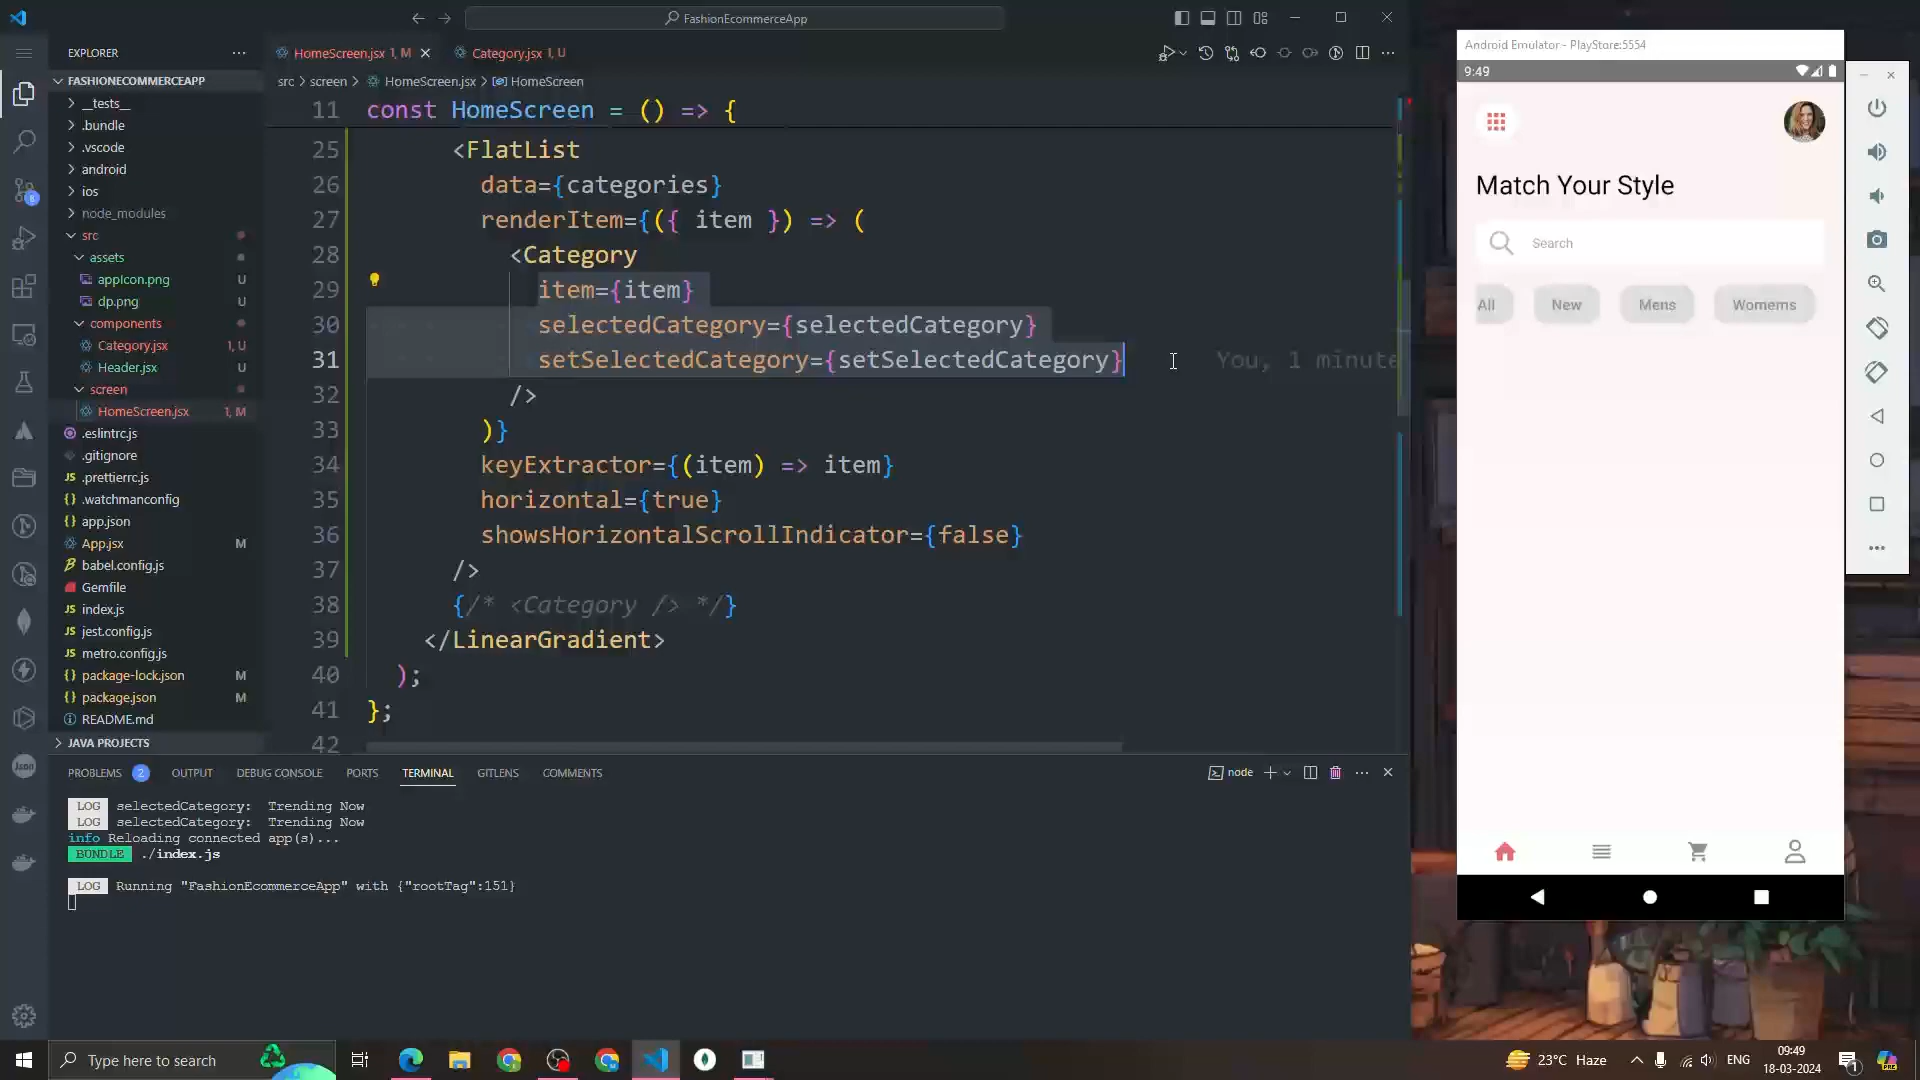 FashionEcommerceApp
EXPLORER
FASHIONECOMMERCEAPP
__tests__
.bundle
.vscode
android
ios
node_modules
src
assets
appIcon.png U
dp.png U
components
Category.jsx 1, U
Header.jsx U
screen
HomeScreen.jsx 1, M
.eslintrc.js
.gitignore
.prettierrc.js
.watchmanconfig
app.json
App.jsx M
babel.config.js
Gemfile
index.js
jest.config.js
metro.config.js
package-lock.json M
package.json M
README.md
JAVA PROJECTS
HomeScreen.jsx 1, M
Category.jsx 1, U
src > screen > HomeScreen.jsx > HomeScreen
11 const HomeScreen = () => {
25 <FlatList
26 data={categories}
27 renderItem={({ item }) => (
28 <Category
29 item={item}
30 selectedCategory={selectedCategory}
31 setSelectedCategory={setSelectedCategory} You, 1 minute
32 />
33 )}
34 keyExtractor={(item) => item}
35 horizontal={true}
36 showsHorizontalScrollIndicator={false}
37 />
38 {/* <Category /> */}
39 </LinearGradient>
40 );
41 };
42
PROBLEMS 2 OUTPUT DEBUG CONSOLE PORTS TERMINAL GITLENS COMMENTS
node
LOG selectedCategory: Trending Now
LOG selectedCategory: Trending Now
info Reloading connected app(s)...
BUNDLE ./index.js
LOG Running "FashionEcommerceApp" with {"rootTag":151}
Android Emulator - PlayStore:5554
9:49
Match Your Style
Search
All New Mens Womems
Type here to search
23°C Haze
ENG
09:49
18-03-2024